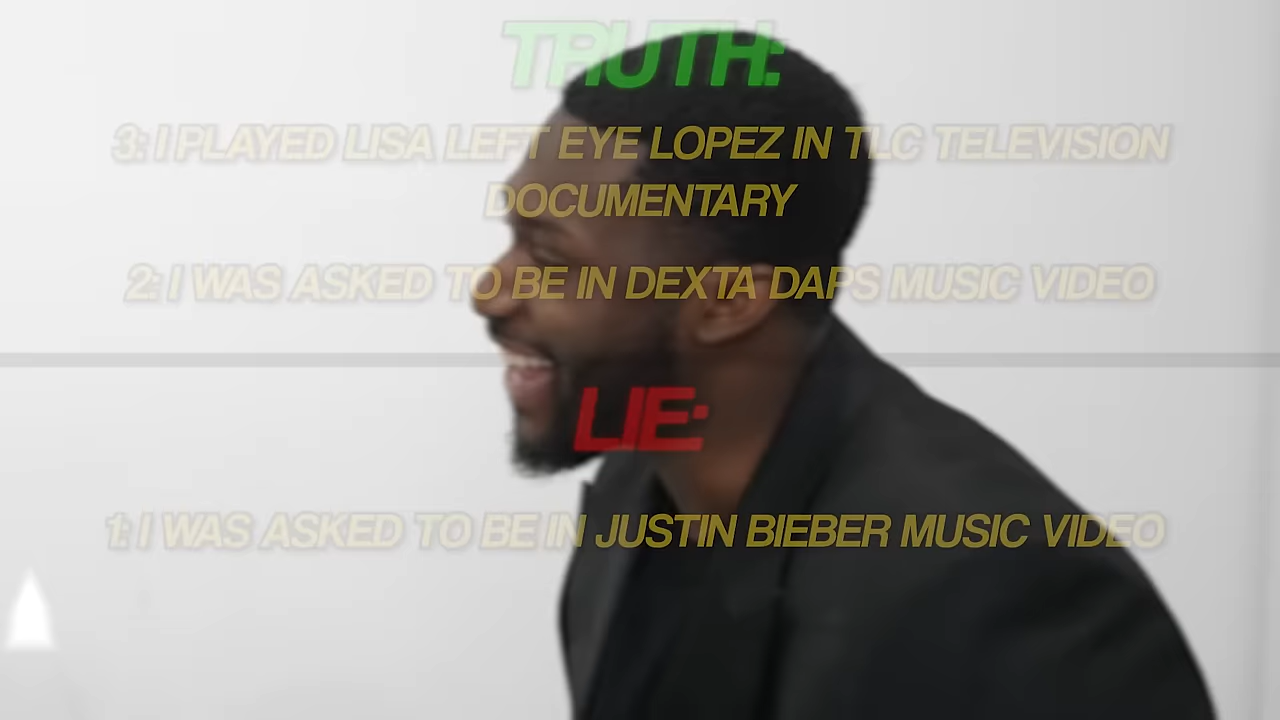 TRUTH:
3: I PLAYED LISA LEFT EYE LOPEZ IN TLC TELEVISION
DOCUMENTARY
2: I WAS ASKED TO BE IN DEXTA DAPS MUSIC VIDEO
LIE:
1: I WAS ASKED TO BE IN JUSTIN BIEBER MUSIC VIDEO